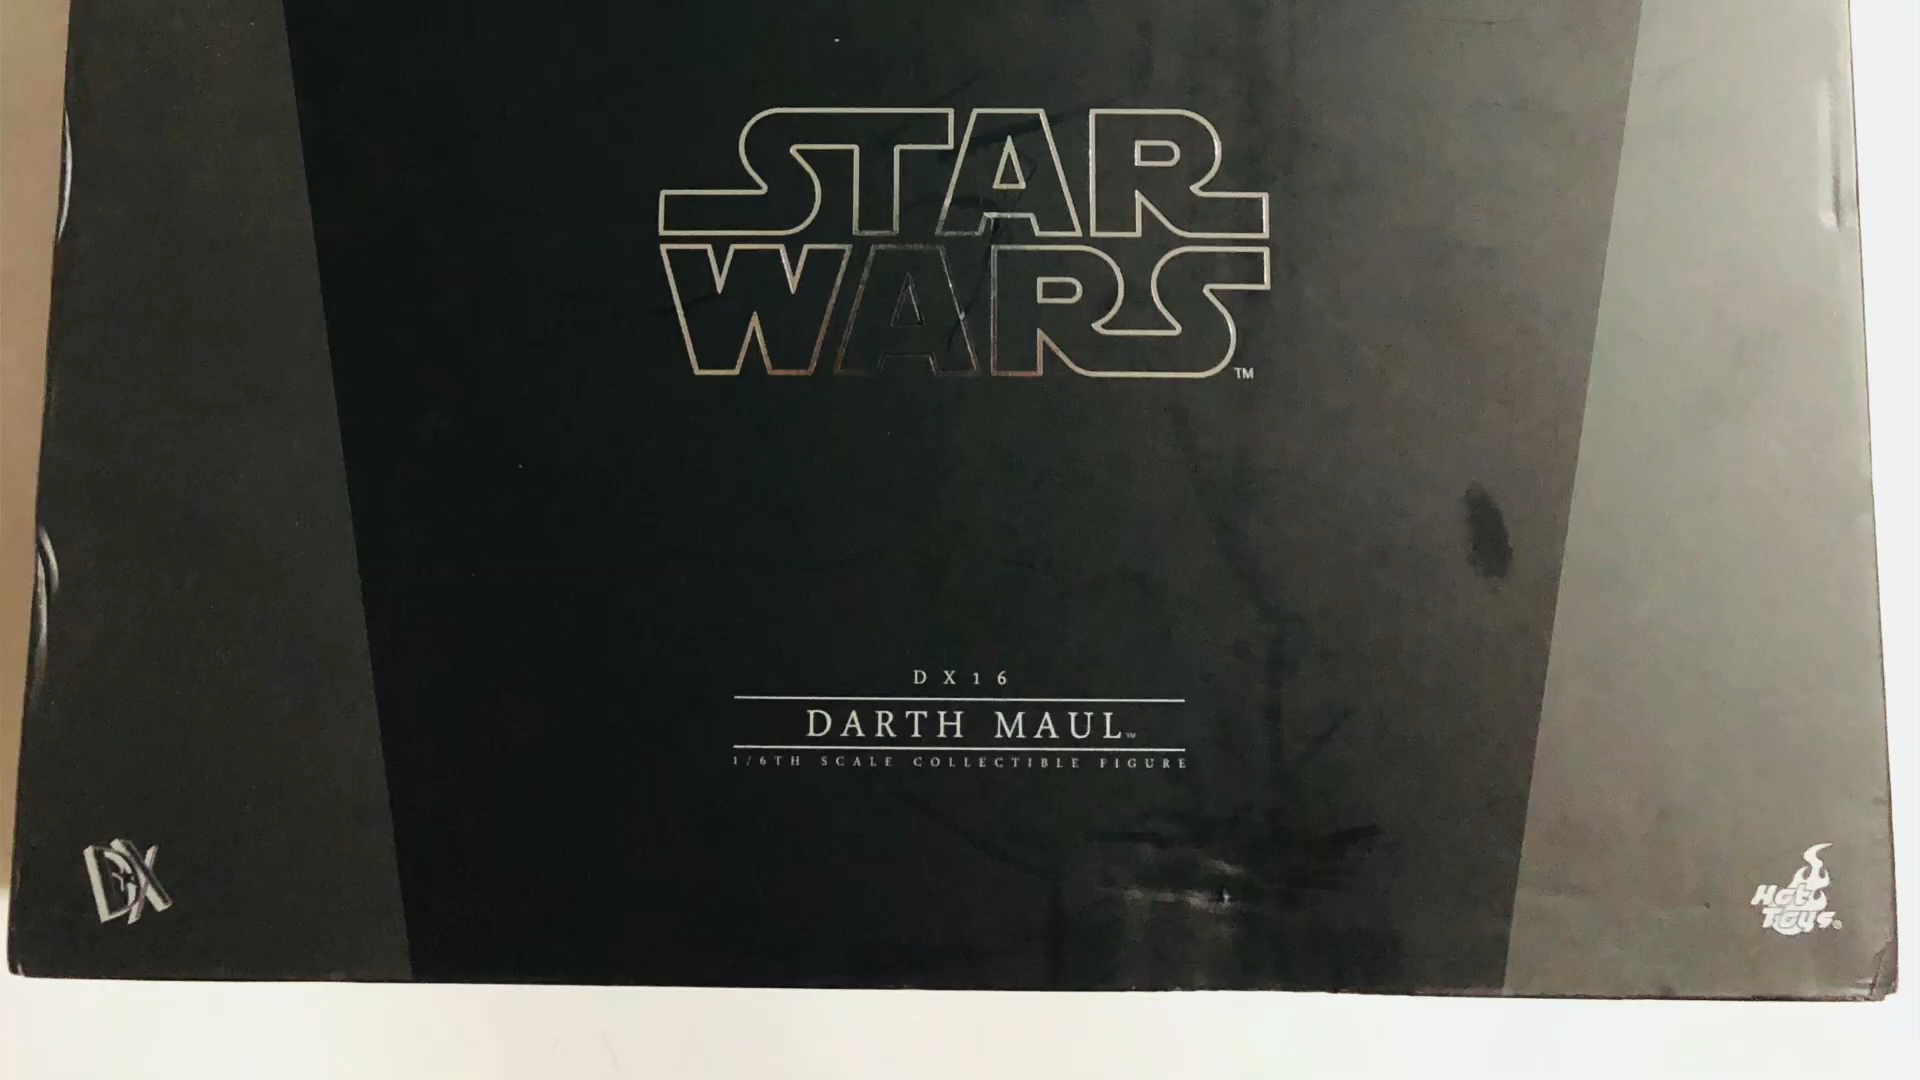 STAR
WARS™
DX16
DARTH MAUL™
1/6TH SCALE COLLECTIBLE FIGURE
DX
Hot
Toys®